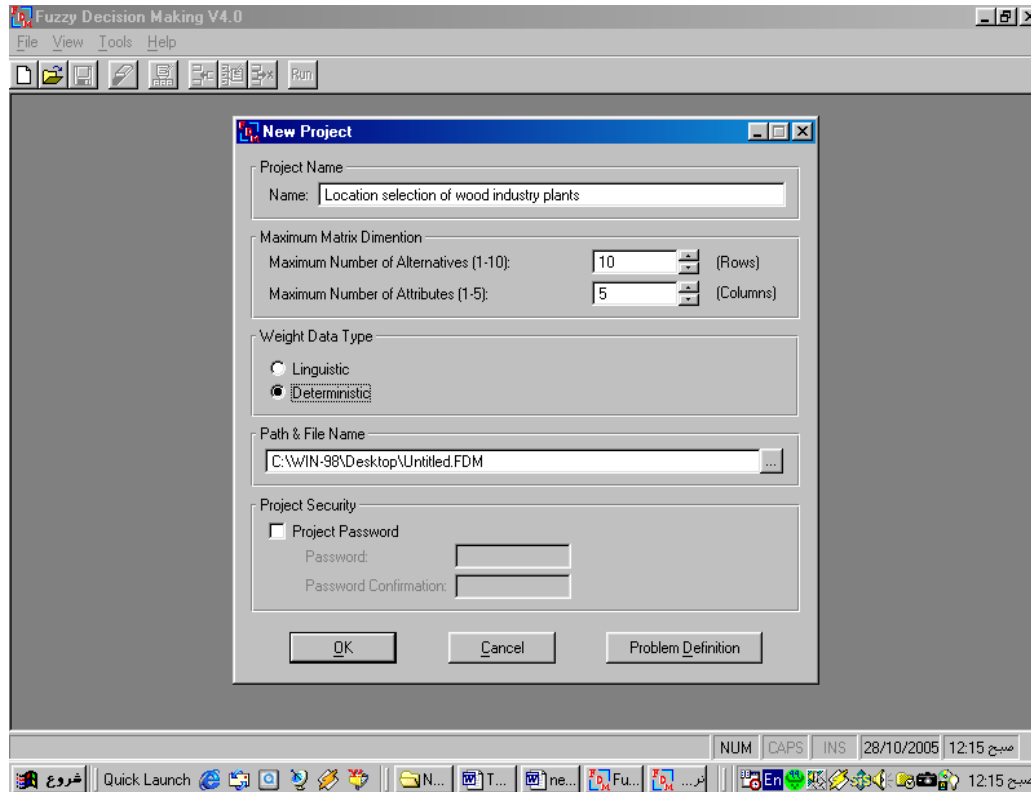 Fuzzy Decision Making V4.0
File View Tools Help
Run
New Project
Project Name
Name: Location selection of wood industry plants
Maximum Matrix Dimention
Maximum Number of Alternatives (1-10): 10 (Rows)
Maximum Number of Attributes (1-5): 5 (Columns)
Weight Data Type
Linguistic
Deterministic
Path & File Name
C:\WIN-98\Desktop\Untitled.FDM ...
Project Security
Project Password
Password:
Password Confirmation:
OK Cancel Problem Definition
NUM CAPS INS 28/10/2005 12:15 صبح
شروع Quick Launch N... T... ne... Fu... En 12:15 صبح